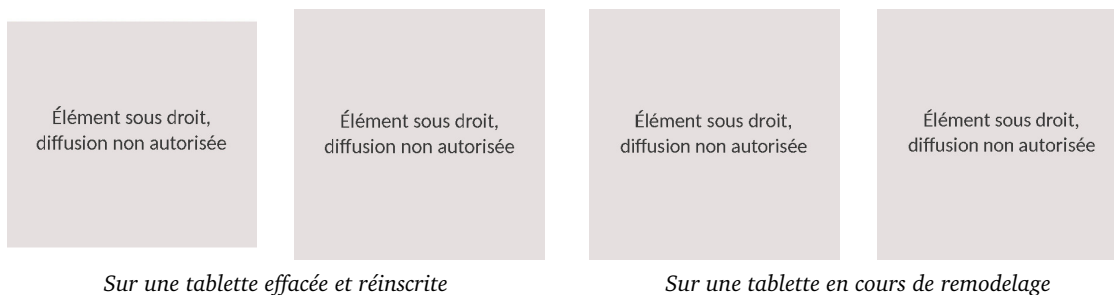 Élément sous droit,
diffusion non autorisée
Élément sous droit,
diffusion non autorisée
Élément sous droit,
diffusion non autorisée
Élément sous droit,
diffusion non autorisée
Sur une tablette effacée et réinscrite
Sur une tablette en cours de remodelage